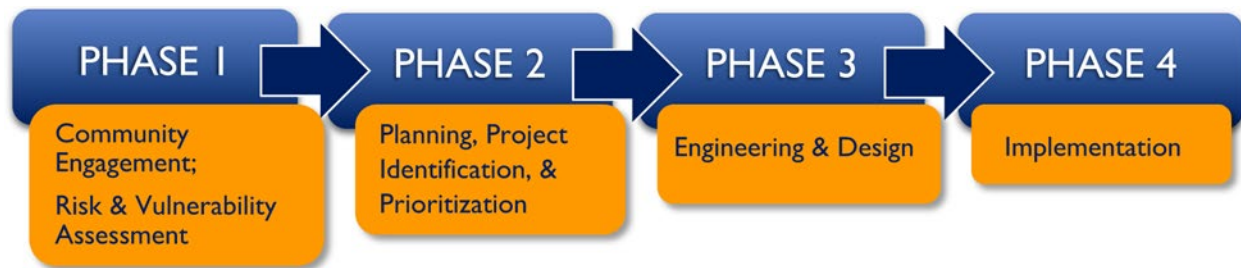 PHASE 1
Community
Engagement;
Risk & Vulnerability
Assessment
PHASE 2
Planning, Project
Identification, &
Prioritization
PHASE 3
Engineering & Design
PHASE 4
Implementation